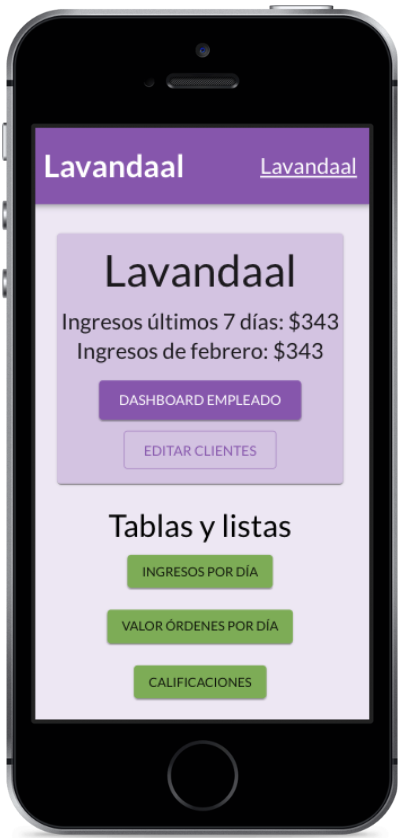 Lavandaal Lavandaal
Lavandaal
Ingresos últimos 7 días: $343
Ingresos de febrero: $343
DASHBOARD EMPLEADO
EDITAR CLIENTES
Tablas y listas
INGRESOS POR DÍA
VALOR ÓRDENES POR DÍA
CALIFICACIONES